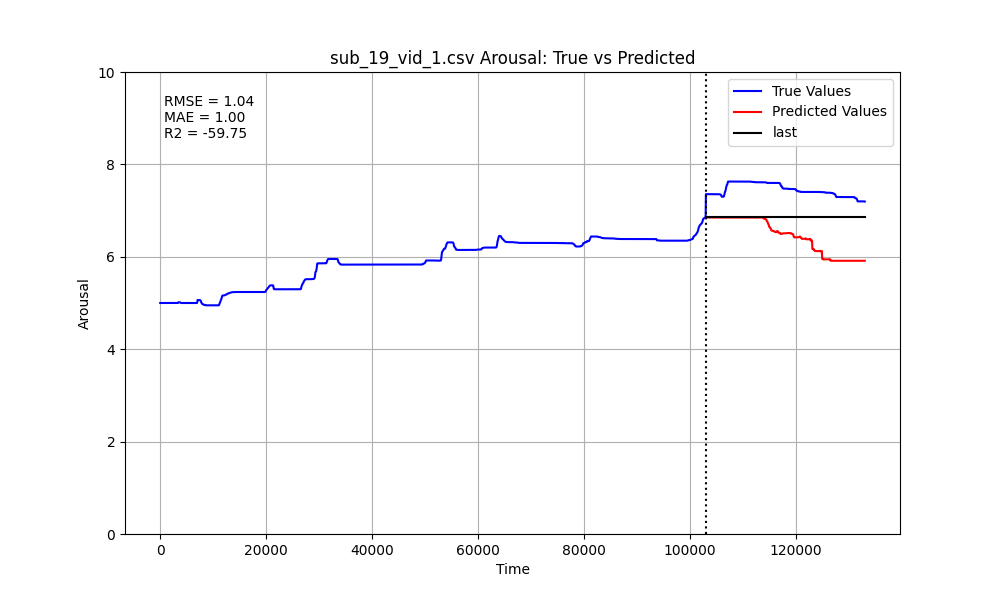 sub_19_vid_1.csv Arousal: True vs Predicted
RMSE = 1.04
MAE = 1.00
R2 = -59.75
True Values
Predicted Values
last
Arousal
10
8
6
4
2
0
0
20000
40000
60000
80000
100000
120000
Time